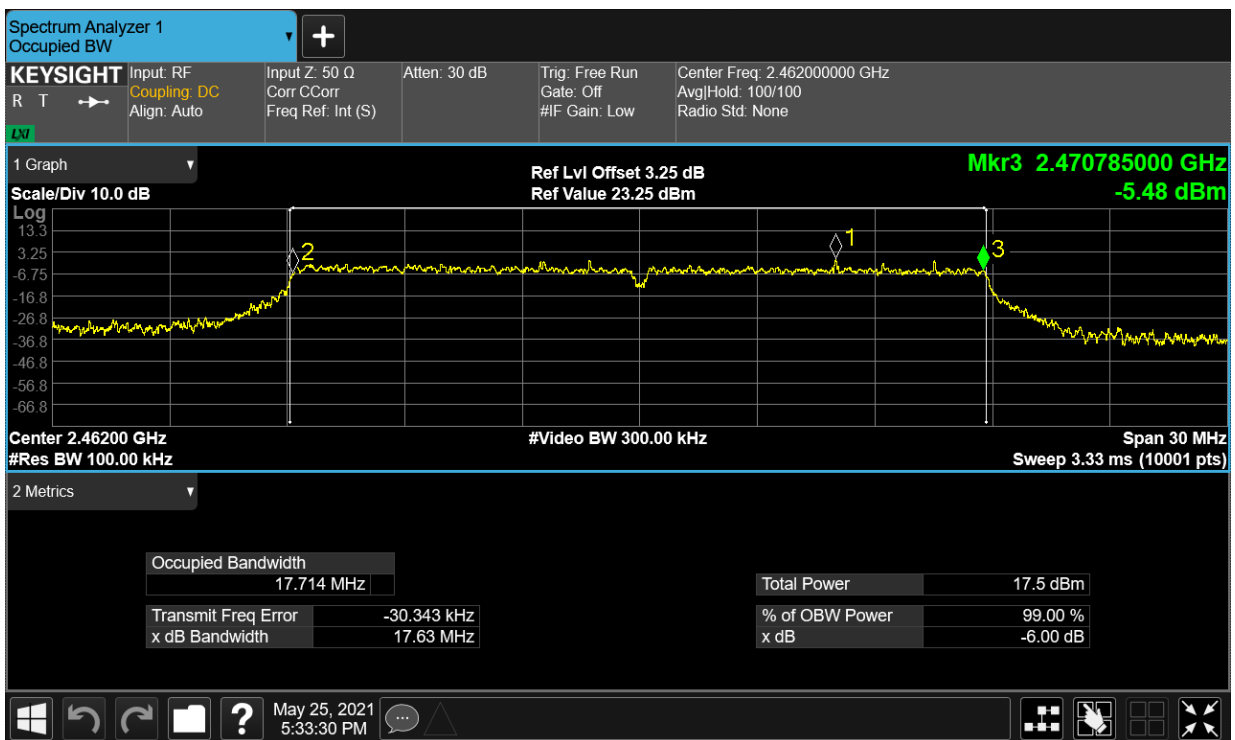 Spectrum Analyzer 1
Occupied BW
KEYSIGHT
R T
LXI
Input: RF
Coupling: DC
Align: Auto
Input Z: 50 Ω
Corr CCorr
Freq Ref: Int (S)
Atten: 30 dB
Trig: Free Run
Gate: Off
#IF Gain: Low
Center Freq: 2.462000000 GHz
Avg|Hold: 100/100
Radio Std: None
1 Graph
Scale/Div 10.0 dB
Ref Lvl Offset 3.25 dB
Ref Value 23.25 dBm
Mkr3 2.470785000 GHz
-5.48 dBm
Log
13.3
3.25
-6.75
-16.8
-26.8
-36.8
-46.8
-56.8
-66.8
2
1
3
Center 2.46200 GHz
#Res BW 100.00 kHz
#Video BW 300.00 kHz
Span 30 MHz
Sweep 3.33 ms (10001 pts)
2 Metrics
Occupied Bandwidth
17.714 MHz
Transmit Freq Error -30.343 kHz
x dB Bandwidth 17.63 MHz
Total Power 17.5 dBm
% of OBW Power 99.00 %
x dB -6.00 dB
?
May 25, 2021
5:33:30 PM